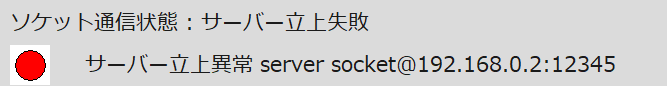 ソケット通信状態 : サーバー立上失敗
サーバー立上異常 server socket@192.168.0.2:12345